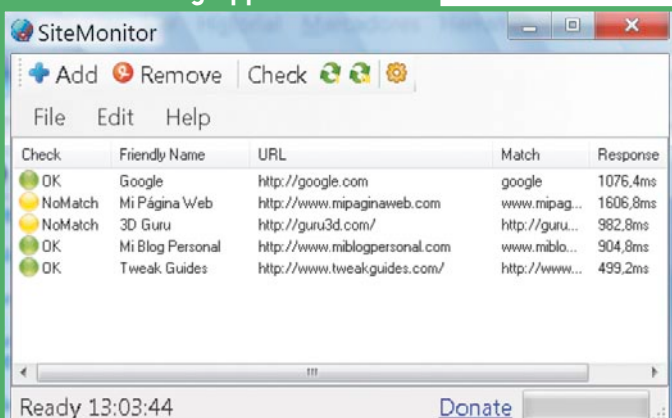 SiteMonitor
Add Remove Check
File Edit Help
Check Friendly Name URL Match Response
OK Google http://google.com google 1076,4ms
NoMatch Mi Página Web http://www.mipaginaweb.com www.mipag... 1606,8ms
NoMatch 3D Guru http://guru3d.com/ http://guru... 982,8ms
OK Mi Blog Personal http://www.miblogpersonal.com www.miblo... 904,8ms
OK Tweak Guides http://www.tweakguides.com/ http://www... 499,2ms
Ready 13:03:44 Donate